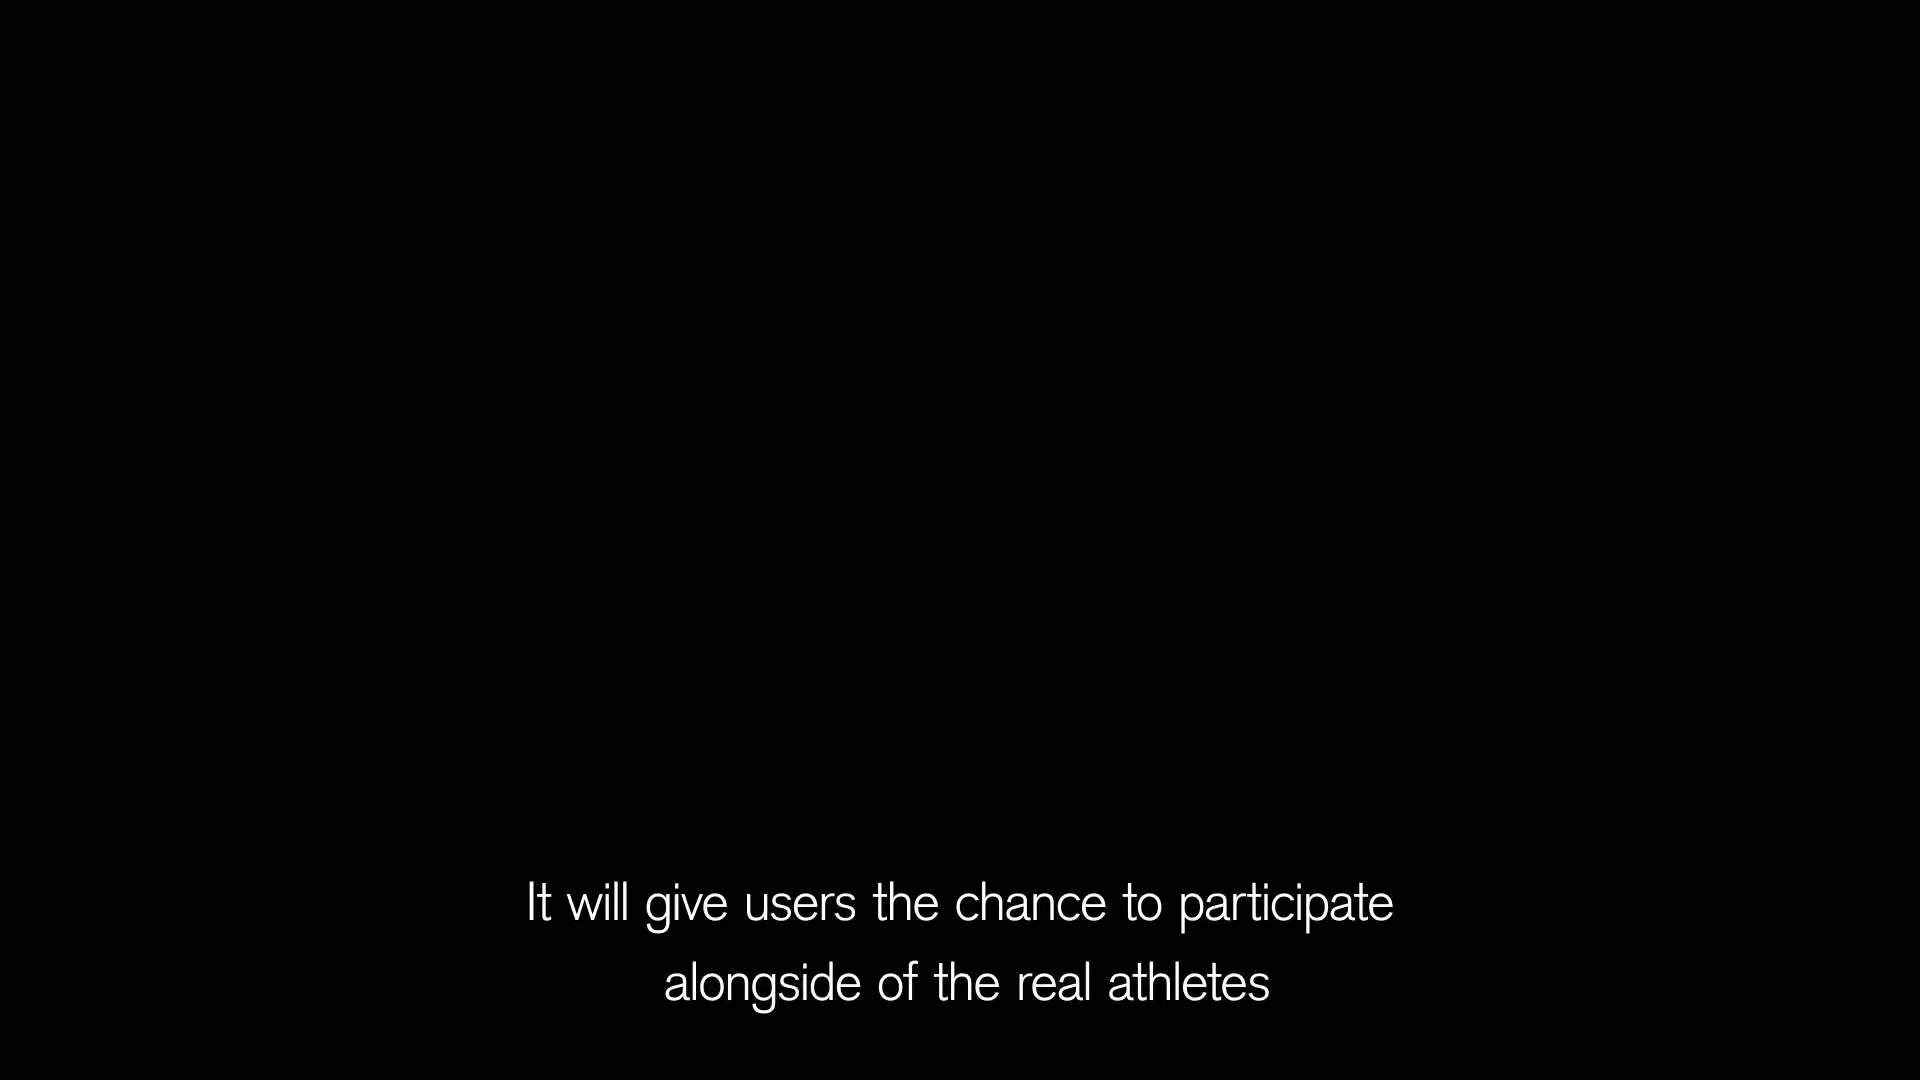 It will give users the chance to participate
alongside of the real athletes